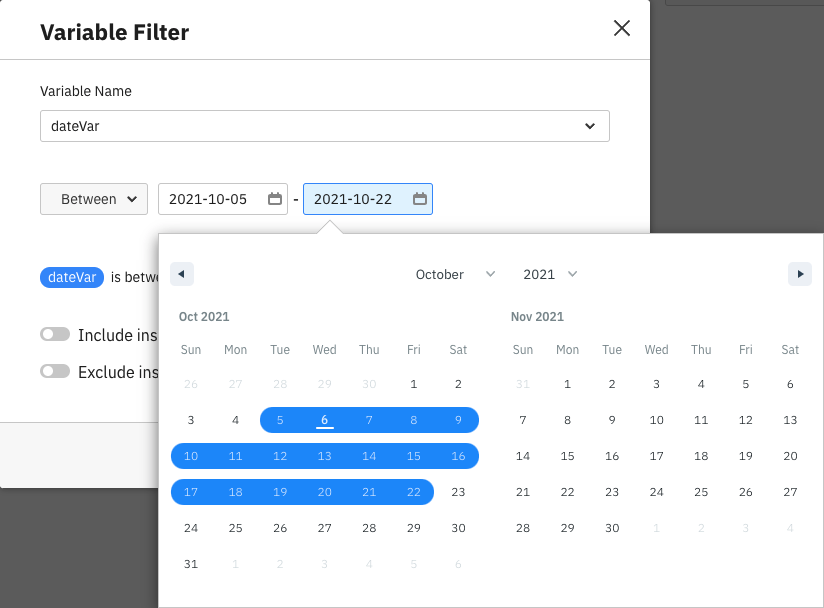 Variable Filter
Variable Name
dateVar
Between 2021-10-05 - 2021-10-22
dateVar is betwe
October 2021
Oct 2021 Nov 2021
Sun Mon Tue Wed Thu Fri Sat Sun Mon Tue Wed Thu Fri Sat
26 27 28 29 30 1 2 31 1 2 3 4 5 6
Include ins
3 4 5 6 7 8 9 7 8 9 10 11 12 13
Exclude ins
10 11 12 13 14 15 16 14 15 16 17 18 19 20
17 18 19 20 21 22 23 21 22 23 24 25 26 27
24 25 26 27 28 29 30 28 29 30 1 2 3 4
31 1 2 3 4 5 6